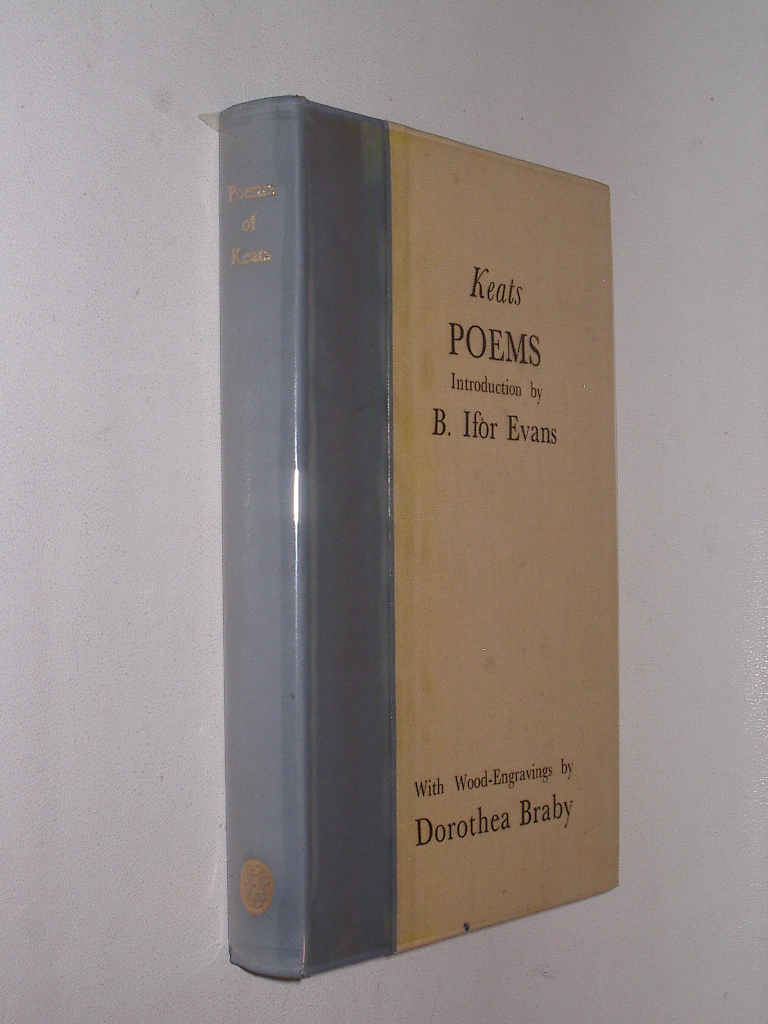 Poems
of
Keats
Keats
POEMS
Introduction by
B. Ifor Evans
With Wood-Engravings by
Dorothea Braby